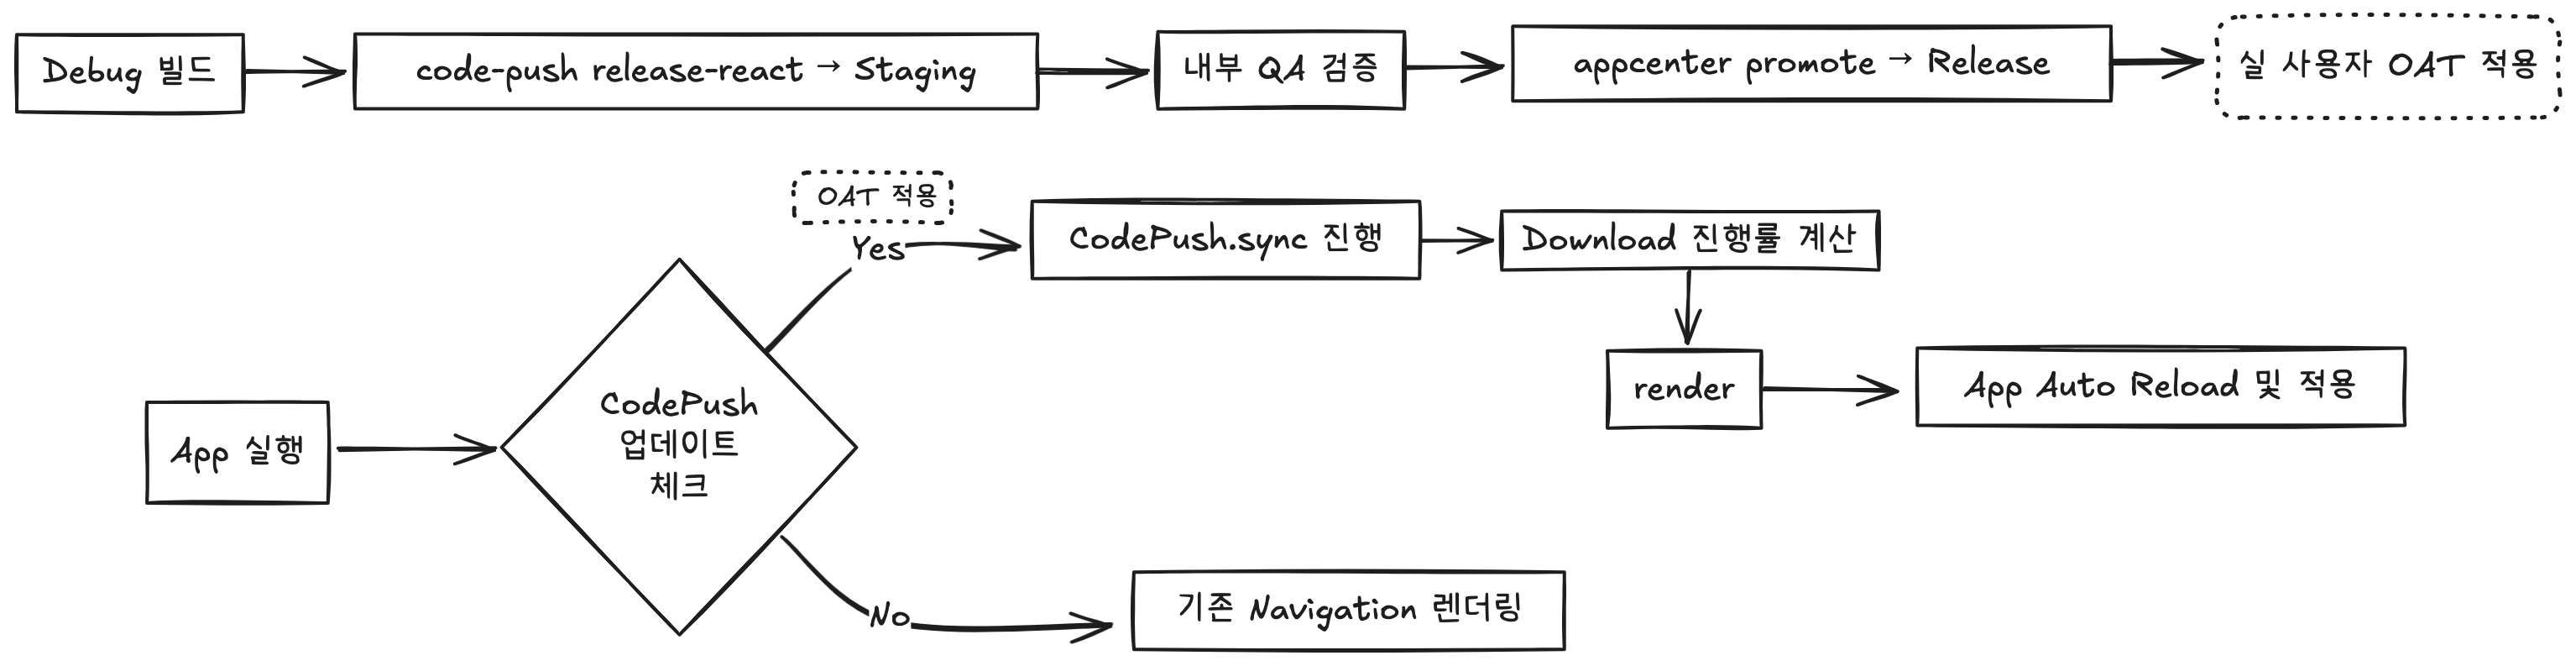 Debug 빌드
code-push release-react → Staging
내부 QA 검증
appcenter promote → Release
실 사용자 OAT 적용
OAT 적용
Yes
CodePush.sync 진행
Download 진행률 계산
render
App Auto Reload 및 적용
App 실행
CodePush
업데이트
체크
No
기존 Navigation 렌더링